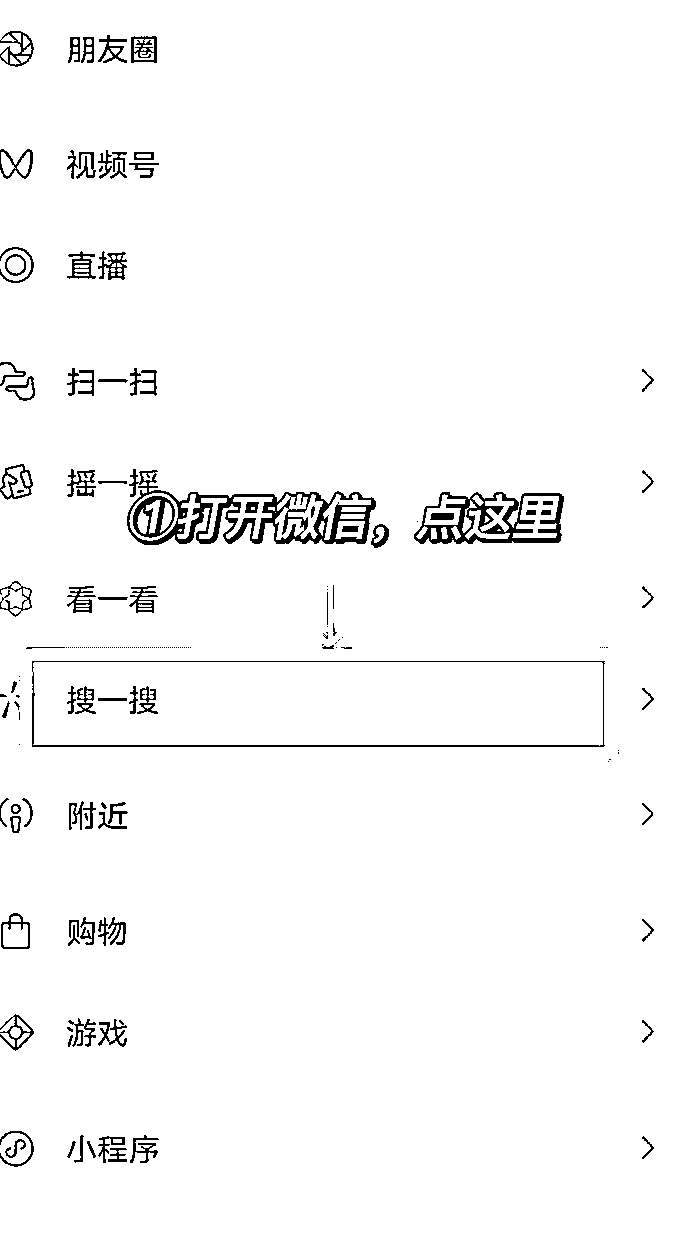 朋友圈
视频号
直播
扫一扫
摇一摇
①打开微信，点这里
看一看
搜一搜
附近
购物
游戏
小程序